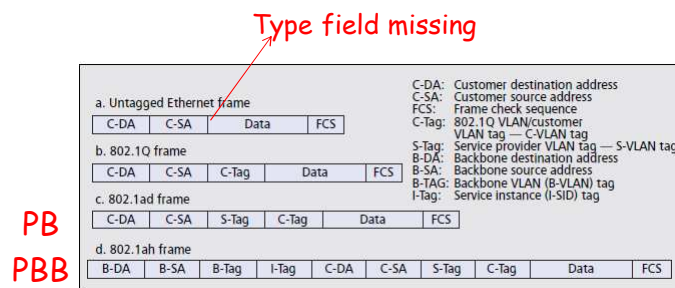 Type field missing
a. Untagged Ethernet frame
C-DA C-SA Data FCS
b. 802.1Q frame
C-DA C-SA C-Tag Data FCS
c. 802.1ad frame
PB C-DA C-SA S-Tag C-Tag Data FCS
d. 802.1ah frame
PBB B-DA B-SA B-Tag I-Tag C-DA C-SA S-Tag C-Tag Data FCS
C-DA: Customer destination address
C-SA: Customer source address
FCS: Frame check sequence
C-Tag: 802.1Q VLAN/customer
VLAN tag — C-VLAN tag
S-Tag: Service provider VLAN tag — S-VLAN tag
B-DA: Backbone destination address
B-SA: Backbone source address
B-TAG: Backbone VLAN (B-VLAN) tag
I-Tag: Service instance (I-SID) tag